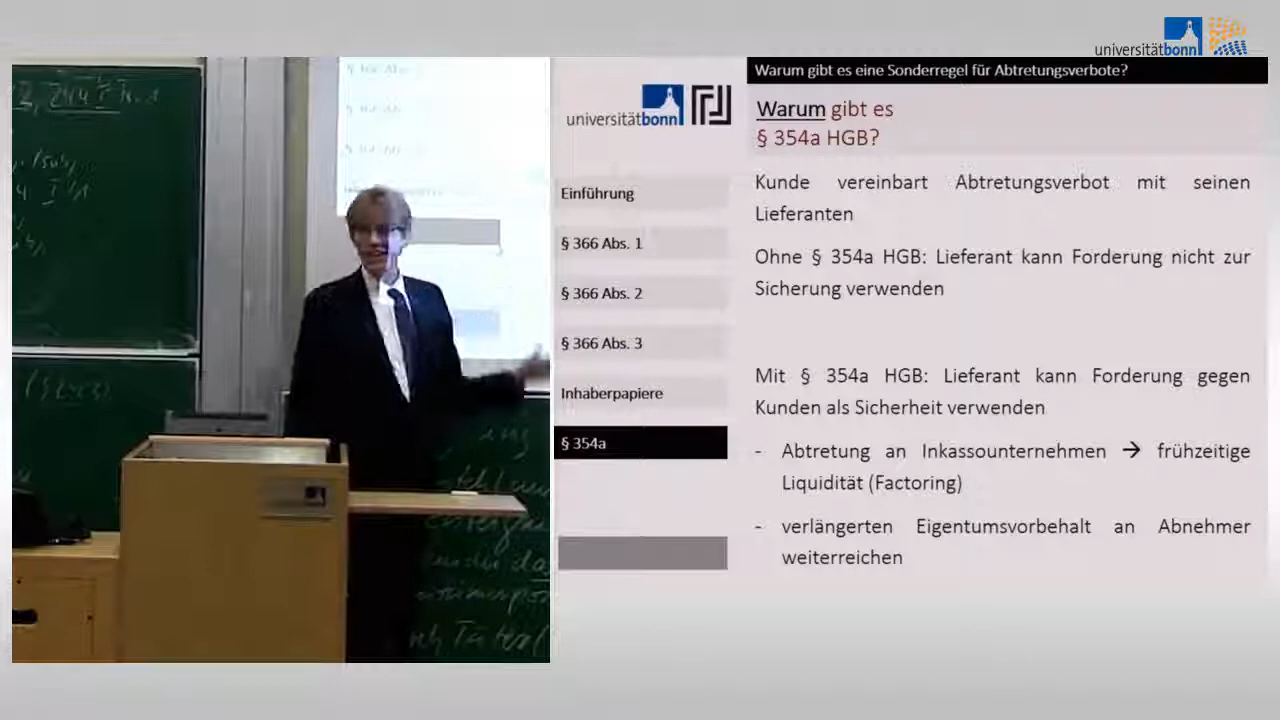 universitätbonn
Warum gibt es eine Sonderregel für Abtretungsverbote?
universitätbonn
Warum gibt es
§ 354a HGB?
Einführung
§ 366 Abs. 1
§ 366 Abs. 2
§ 366 Abs. 3
Inhaberpapiere
§ 354a
Kunde vereinbart Abtretungsverbot mit seinen
Lieferanten
Ohne § 354a HGB: Lieferant kann Forderung nicht zur
Sicherung verwenden
Mit § 354a HGB: Lieferant kann Forderung gegen
Kunden als Sicherheit verwenden
- Abtretung an Inkassounternehmen → frühzeitige
Liquidität (Factoring)
- verlängerten Eigentumsvorbehalt an Abnehmer
weiterreichen